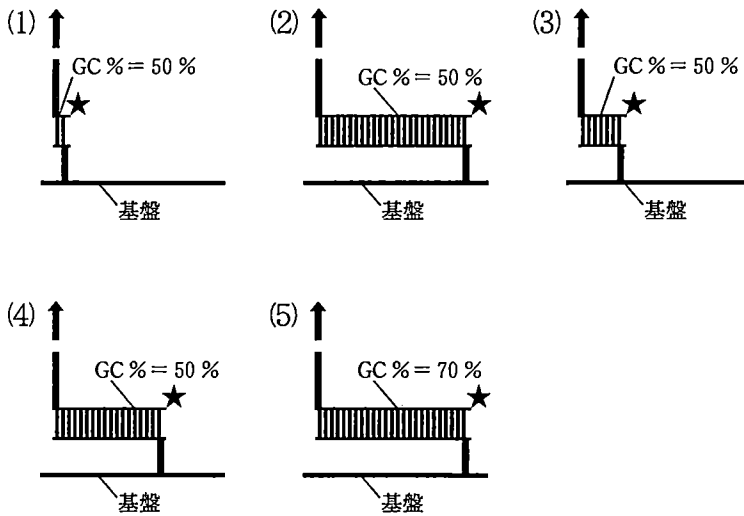 (1)
GC % = 50 %
基盤
(2)
GC % = 50 %
基盤
(3)
GC % = 50 %
基盤
(4)
GC % = 50 %
基盤
(5)
GC % = 70 %
基盤